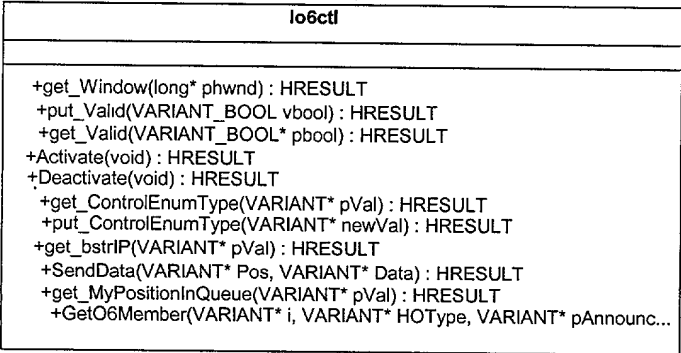 Io6ctl
+get_Window(long* phwnd) : HRESULT
+put_Valid(VARIANT_BOOL vbool) : HRESULT
+get_Valid(VARIANT_BOOL* pbool) : HRESULT
+Activate(void) : HRESULT
+Deactivate(void) : HRESULT
+get_ControlEnumType(VARIANT* pVal) : HRESULT
+put_ControlEnumType(VARIANT* newVal) : HRESULT
+get_bstrIP(VARIANT* pVal) : HRESULT
+SendData(VARIANT* Pos, VARIANT* Data) : HRESULT
+get_MyPositionInQueue(VARIANT* pVal) : HRESULT
+GetO6Member(VARIANT* i, VARIANT* HOType, VARIANT* pAnnounc...